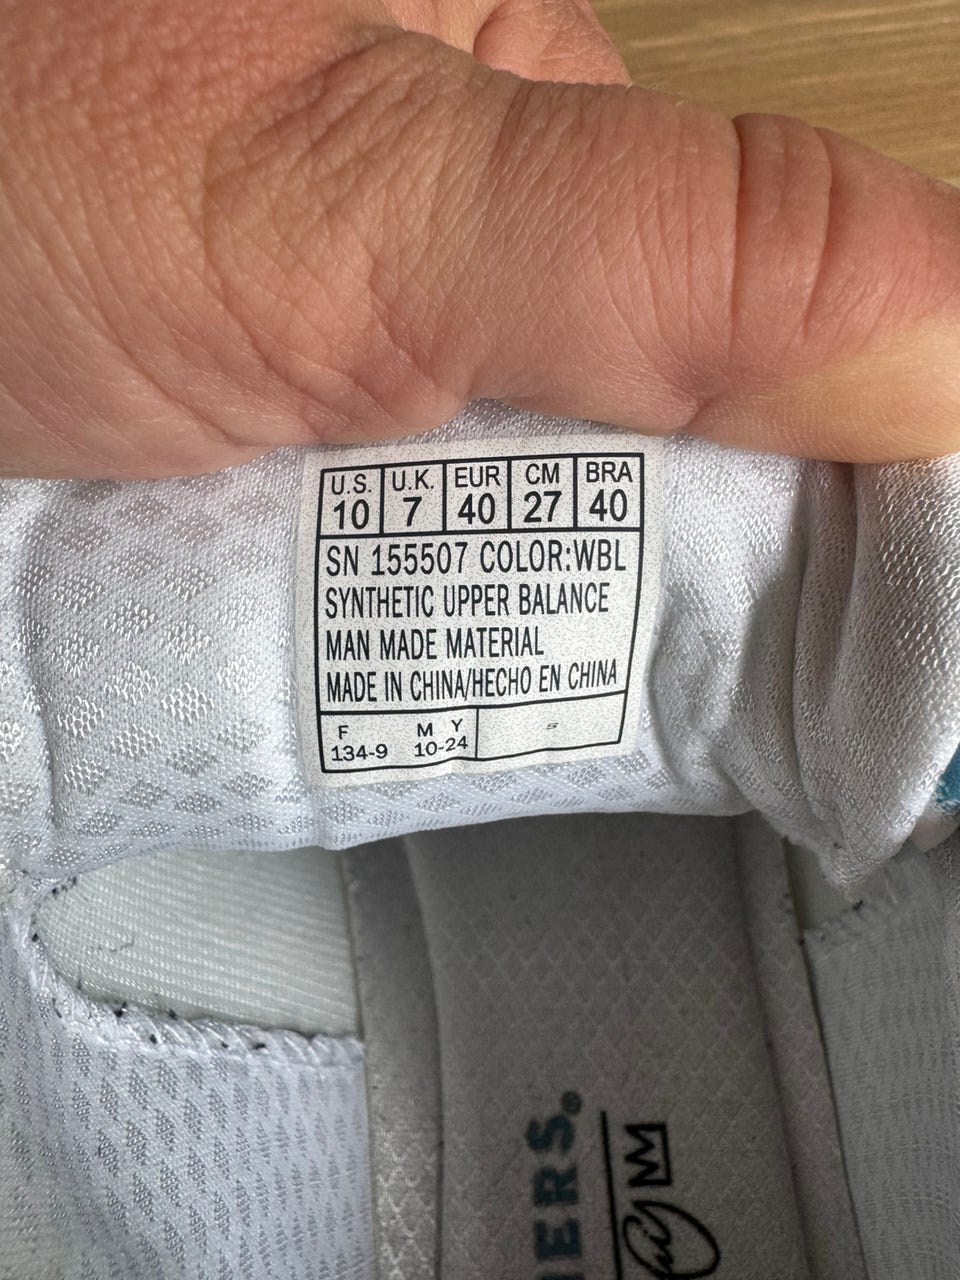 U.S. U.K. EUR CM BRA
10 7 40 27 40
SN 155507 COLOR:WBL
SYNTHETIC UPPER BALANCE
MAN MADE MATERIAL
MADE IN CHINA/HECHO EN CHINA
F M Y
134-9 10-24
S